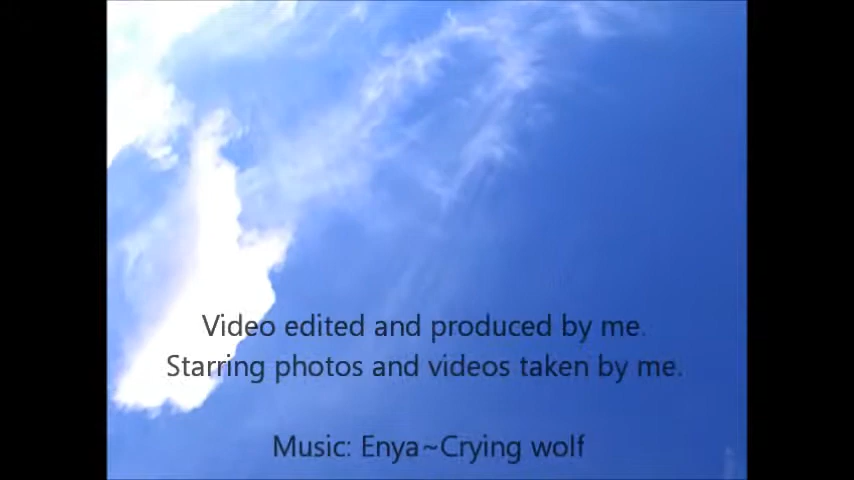 Video edited and produced by me.
Starring photos and videos taken by me.
Music: Enya~Crying wolf